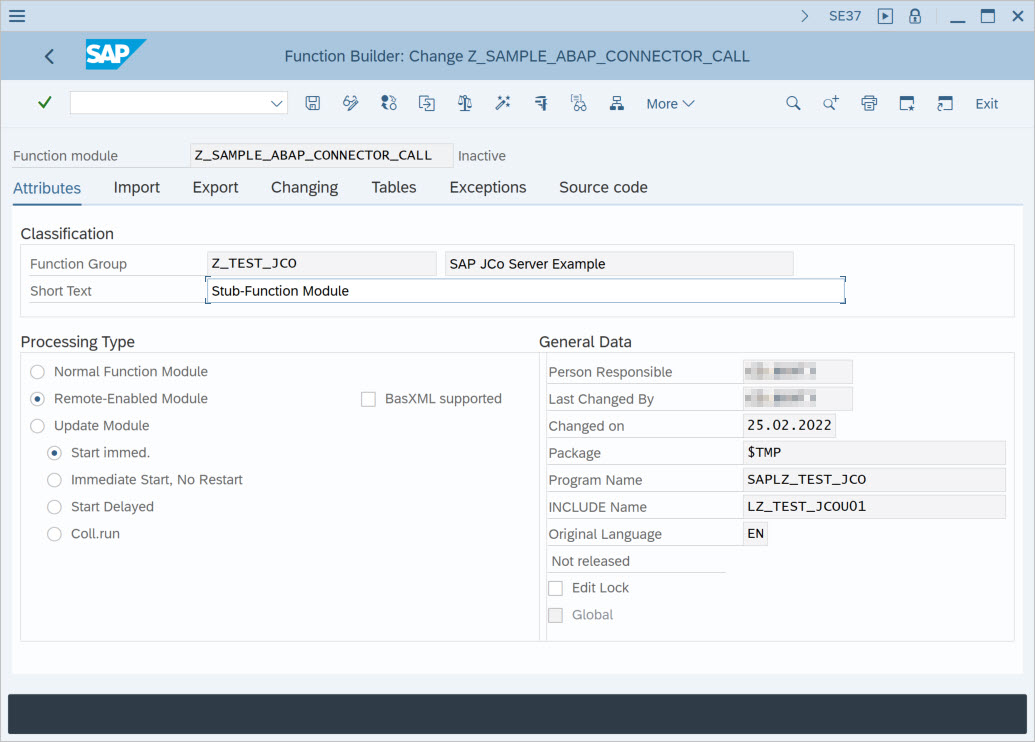 SE37
SAP
Function Builder: Change Z_SAMPLE_ABAP_CONNECTOR_CALL
More
Exit
Function module Z_SAMPLE_ABAP_CONNECTOR_CALL Inactive
Attributes Import Export Changing Tables Exceptions Source code
Classification
Function Group Z_TEST_JCO SAP JCo Server Example
Short Text Stub-Function Module
Processing Type
Normal Function Module
Remote-Enabled Module BasXML supported
Update Module
Start immed.
Immediate Start, No Restart
Start Delayed
Coll.run
General Data
Person Responsible
Last Changed By
Changed on 25.02.2022
Package $TMP
Program Name SAPLZ_TEST_JCO
INCLUDE Name LZ_TEST_JCOU01
Original Language EN
Not released
Edit Lock
Global